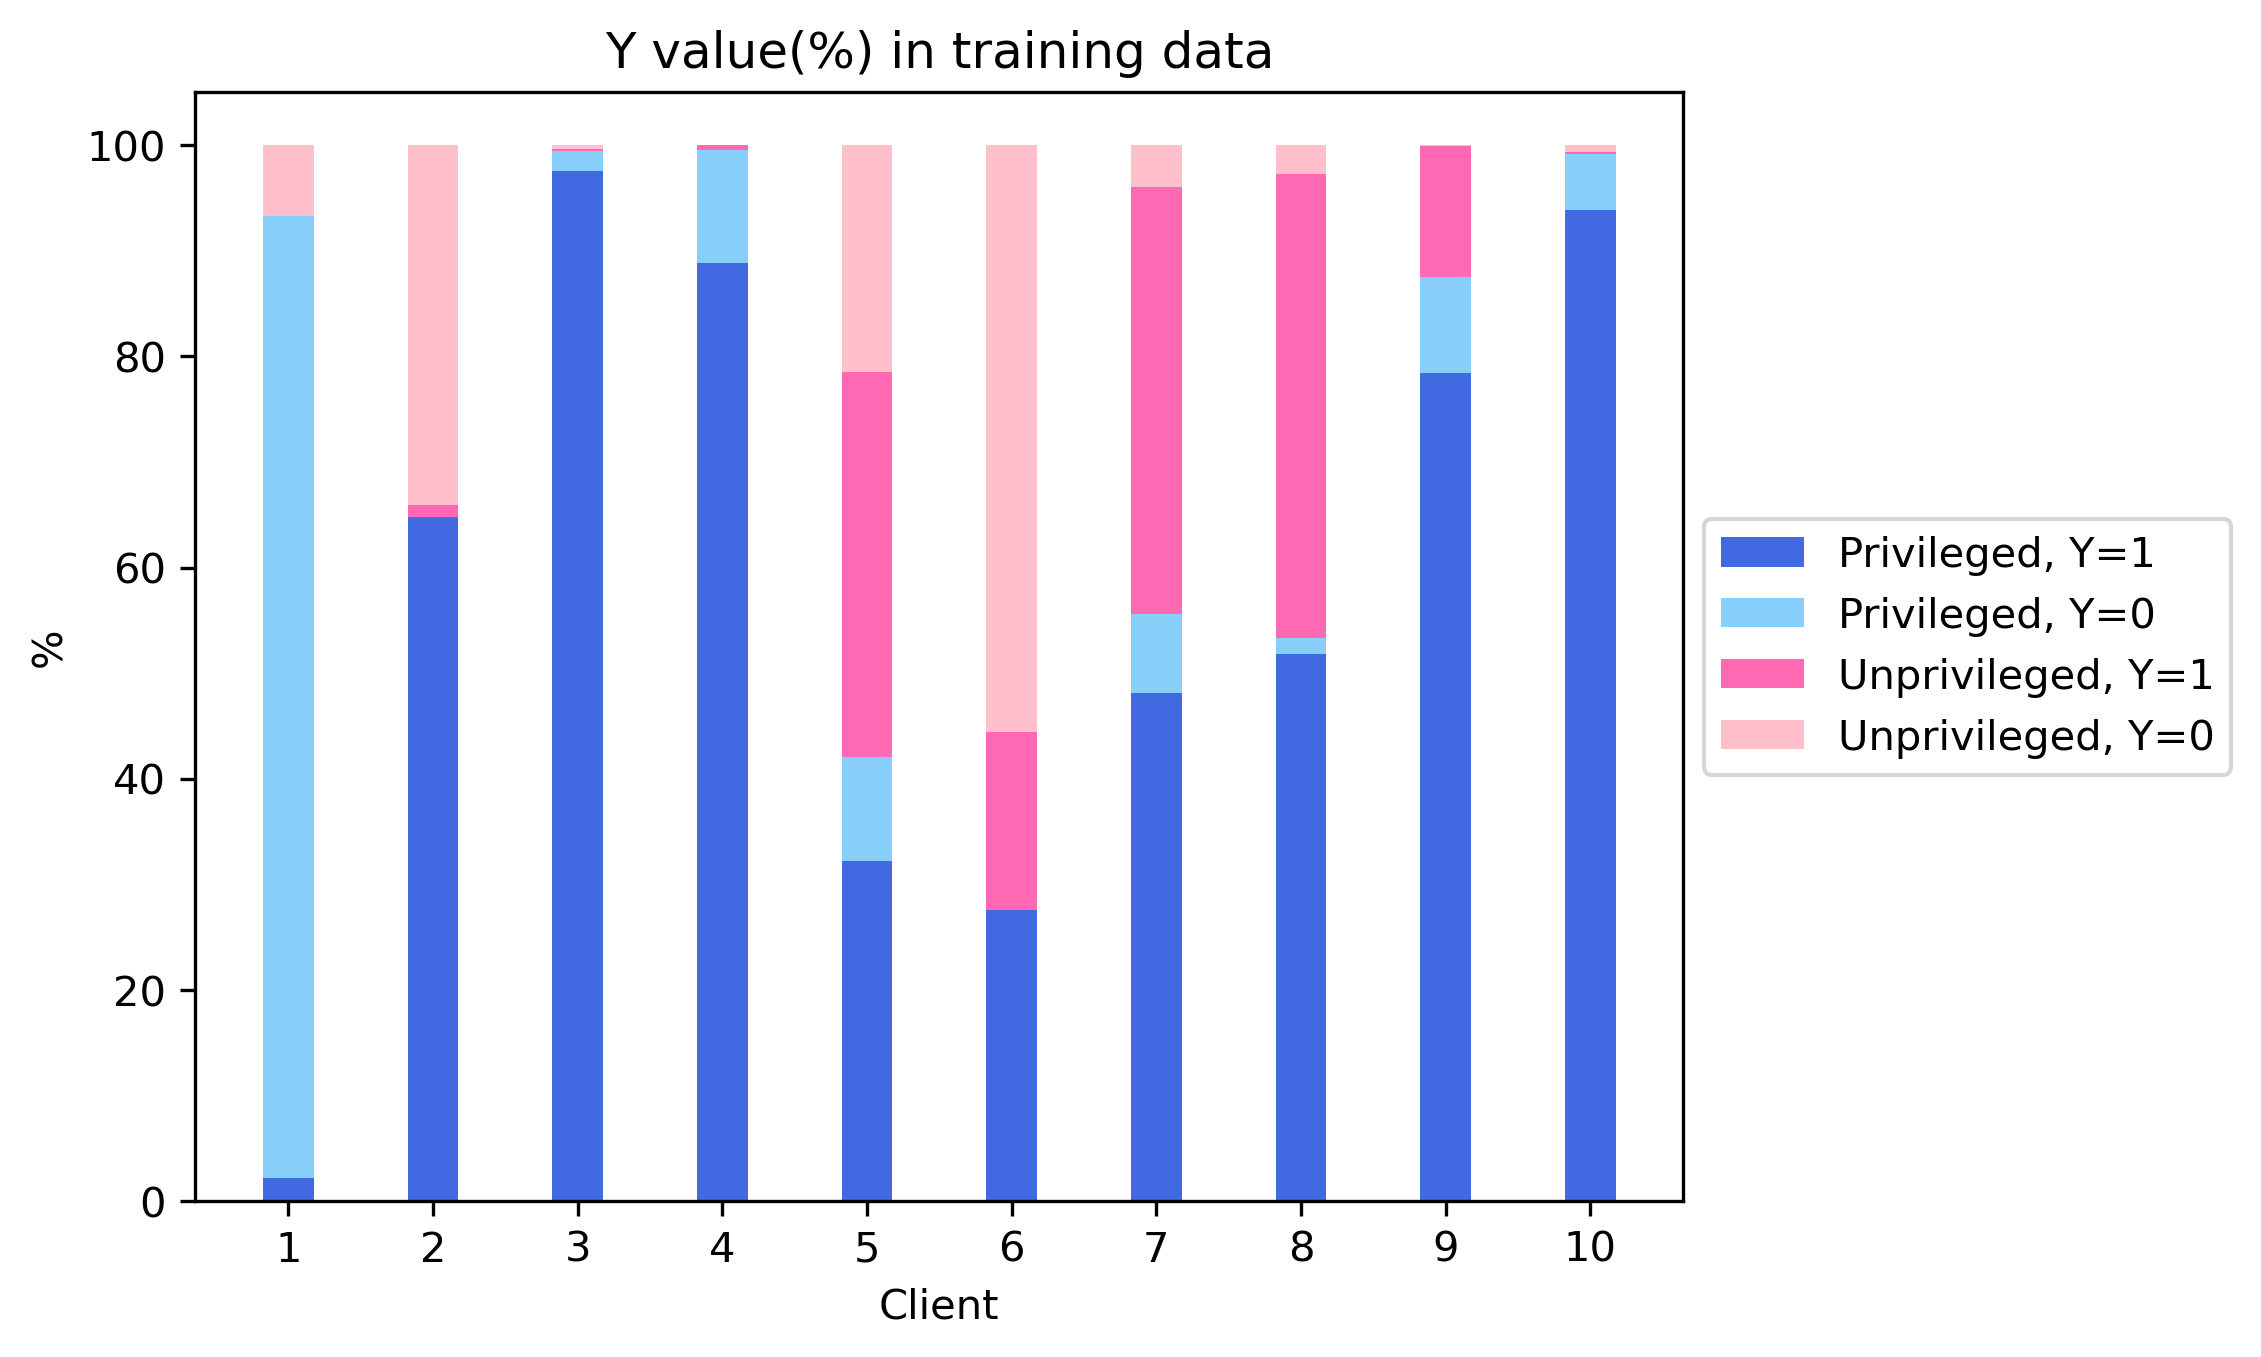 Y value(%) in training data
100
80
60
40
20
0
%
1 2 3 4 5 6 7 8 9 10
Client
Privileged, Y=1
Privileged, Y=0
Unprivileged, Y=1
Unprivileged, Y=0